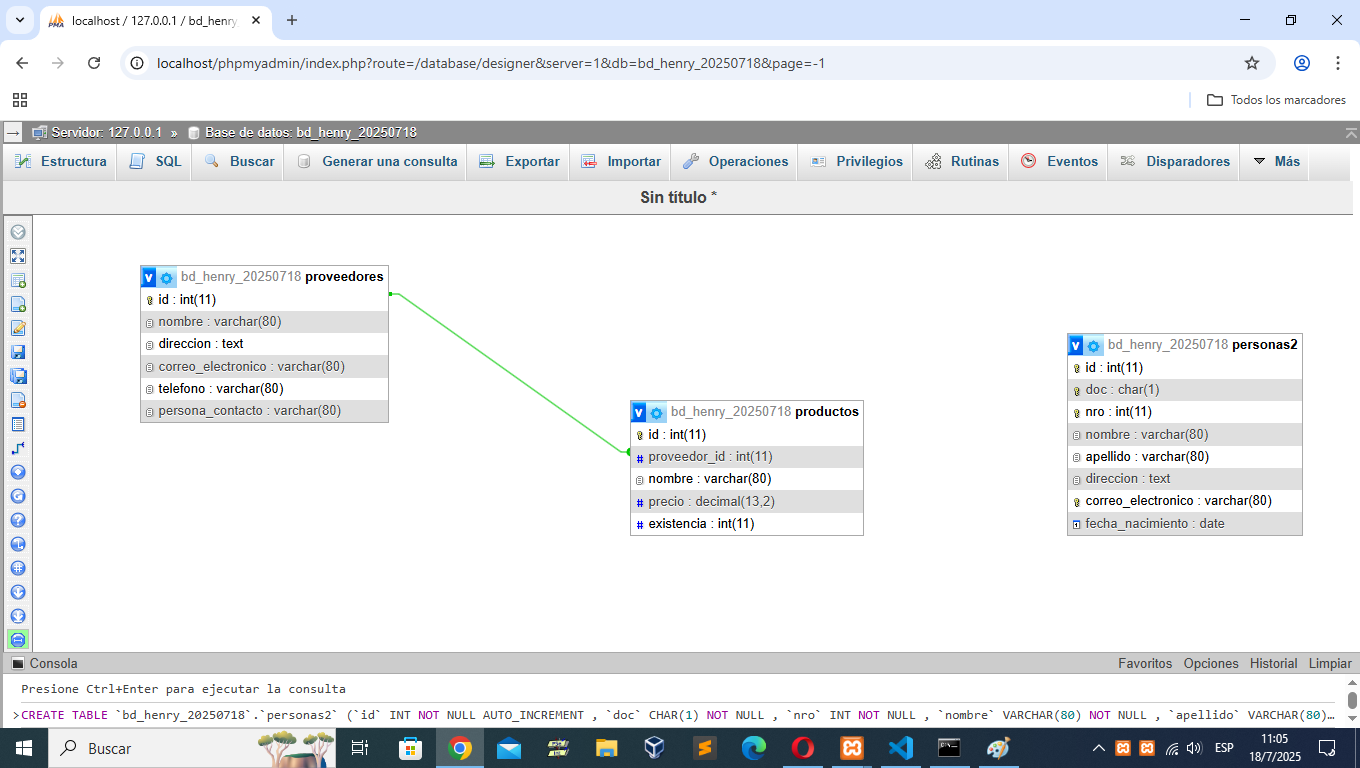 localhost / 127.0.0.1 / bd_henry
localhost/phpmyadmin/index.php?route=/database/designer&server=1&db=bd_henry_20250718&page=-1
Todos los marcadores
Servidor: 127.0.0.1 » Base de datos: bd_henry_20250718
Estructura SQL Buscar Generar una consulta Exportar Importar Operaciones Privilegios Rutinas Eventos Disparadores Más
Sin título *
v bd_henry_20250718 proveedores
id : int(11)
nombre : varchar(80)
direccion : text
correo_electronico : varchar(80)
telefono : varchar(80)
persona_contacto : varchar(80)
v bd_henry_20250718 productos
id : int(11)
# proveedor_id : int(11)
nombre : varchar(80)
# precio : decimal(13,2)
# existencia : int(11)
v bd_henry_20250718 personas2
id : int(11)
doc : char(1)
nro : int(11)
nombre : varchar(80)
apellido : varchar(80)
direccion : text
correo_electronico : varchar(80)
fecha_nacimiento : date
Consola Favoritos Opciones Historial Limpiar
Presione Ctrl+Enter para ejecutar la consulta
>CREATE TABLE `bd_henry_20250718`.`personas2` (`id` INT NOT NULL AUTO_INCREMENT , `doc` CHAR(1) NOT NULL , `nro` INT NOT NULL , `nombre` VARCHAR(80) NOT NULL , `apellido` VARCHAR(80)…
Buscar
ESP
11:05
18/7/2025